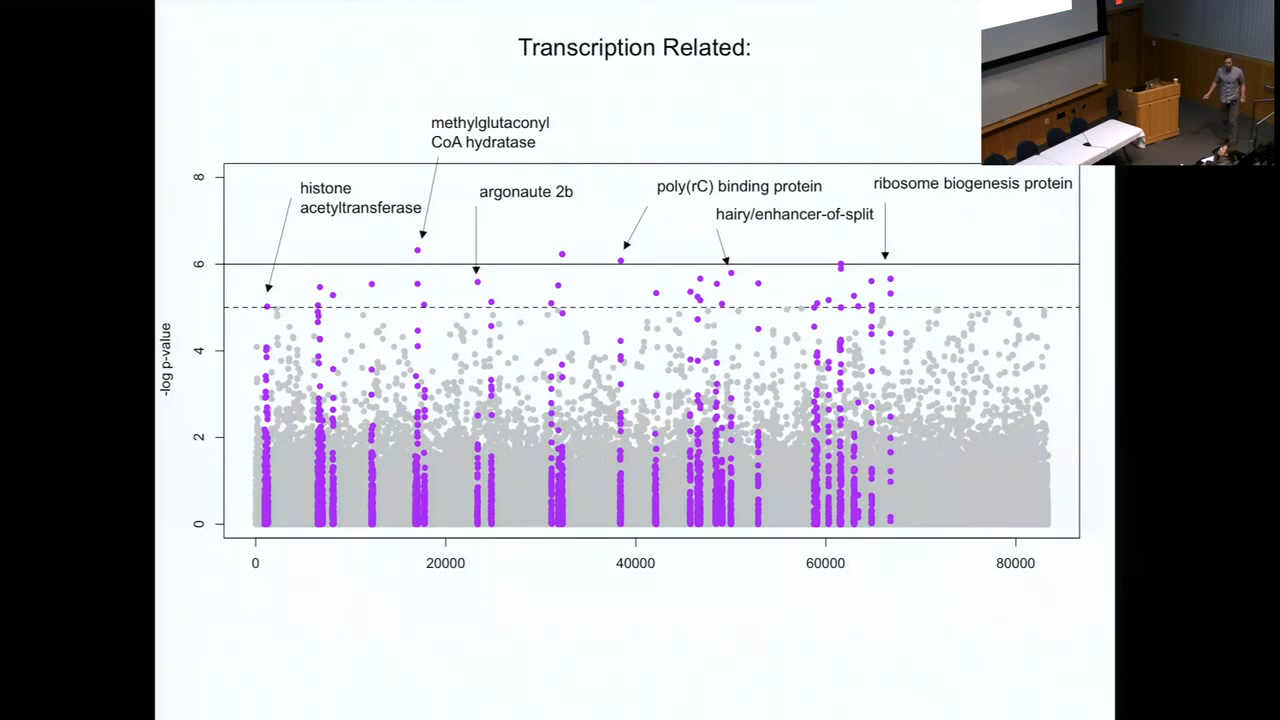 Transcription Related:
methylglutaconyl
CoA hydratase
histone
acetyltransferase
argonaute 2b
poly(rC) binding protein
hairy/enhancer-of-split
ribosome biogenesis protein
8
6
4
2
0
-log p-value
0 20000 40000 60000 80000